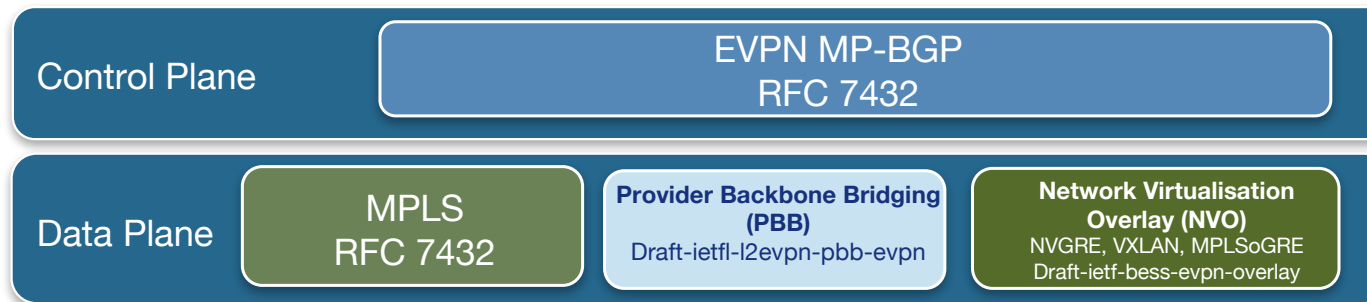 Control Plane
EVPN MP-BGP
RFC 7432
Data Plane
MPLS
RFC 7432
Provider Backbone Bridging
(PBB)
Draft-ietfl-l2evpn-pbb-evpn
Network Virtualisation
Overlay (NVO)
NVGRE, VXLAN, MPLSoGRE
Draft-ietf-bess-evpn-overlay